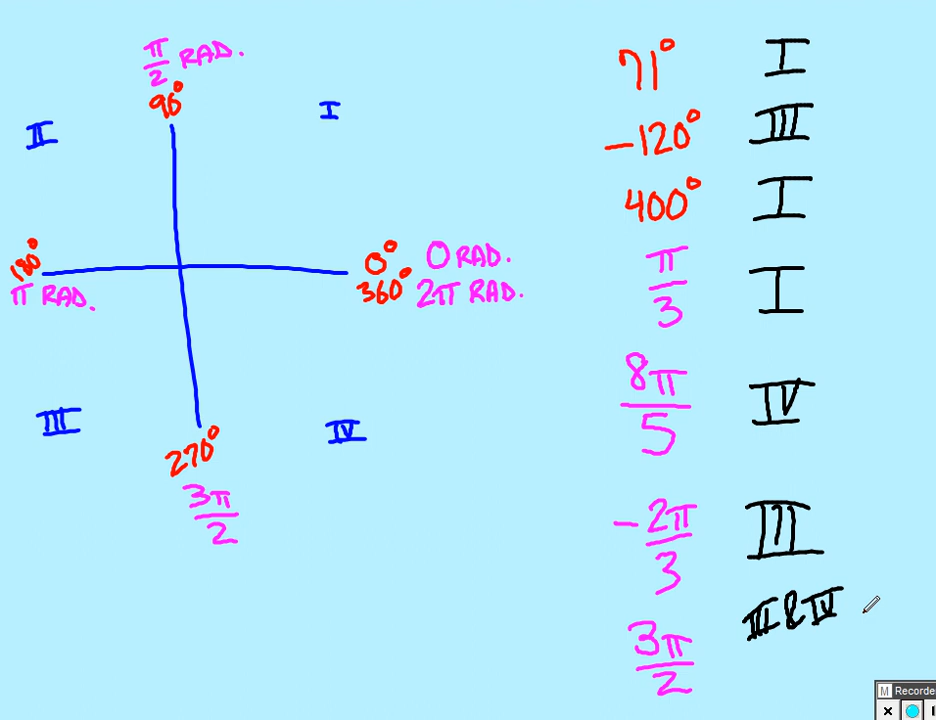 π/2 RAD.
90°
II
I
180°
π RAD.
0° 0 RAD.
360° 2π RAD.
III
IV
270°
3π/2
71° I
-120° III
400° I
π/3 I
8π/5 IV
-2π/3 III
3π/2 III & IV
M Recorde